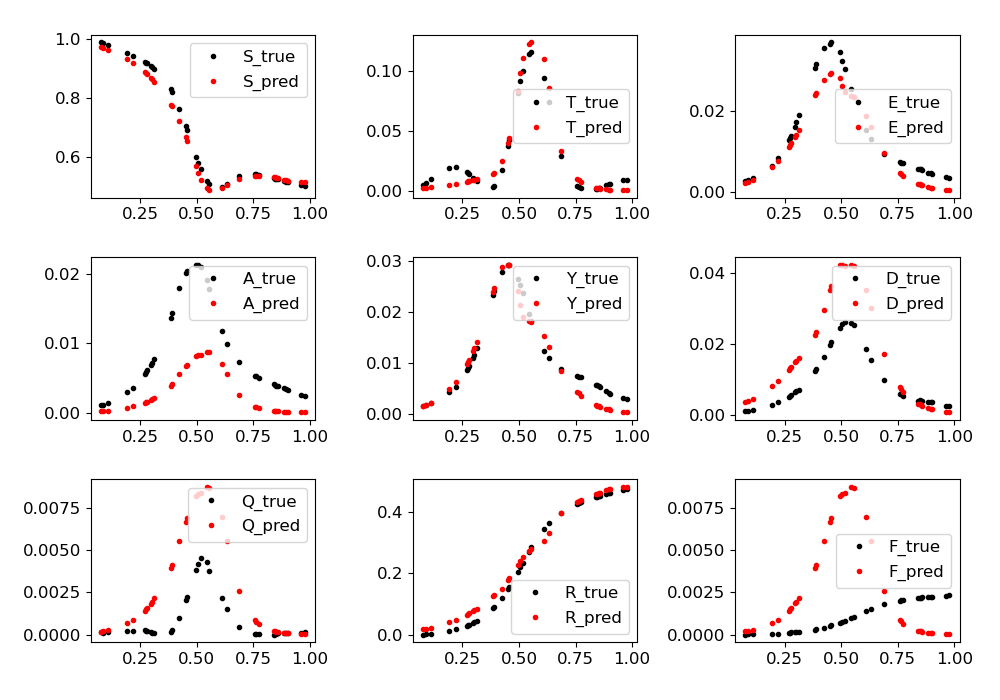 1.0
0.8
0.6
0.25 0.50 0.75 1.00
S_true
S_pred
0.10
0.05
0.00
0.25 0.50 0.75 1.00
T_true
T_pred
0.02
0.00
0.25 0.50 0.75 1.00
E_true
E_pred
0.02
0.01
0.00
0.25 0.50 0.75 1.00
A_true
A_pred
0.03
0.02
0.01
0.00
0.25 0.50 0.75 1.00
Y_true
Y_pred
0.04
0.02
0.00
0.25 0.50 0.75 1.00
D_true
D_pred
0.0075
0.0050
0.0025
0.0000
0.25 0.50 0.75 1.00
Q_true
Q_pred
0.4
0.2
0.0
0.25 0.50 0.75 1.00
R_true
R_pred
0.0075
0.0050
0.0025
0.0000
0.25 0.50 0.75 1.00
F_true
F_pred